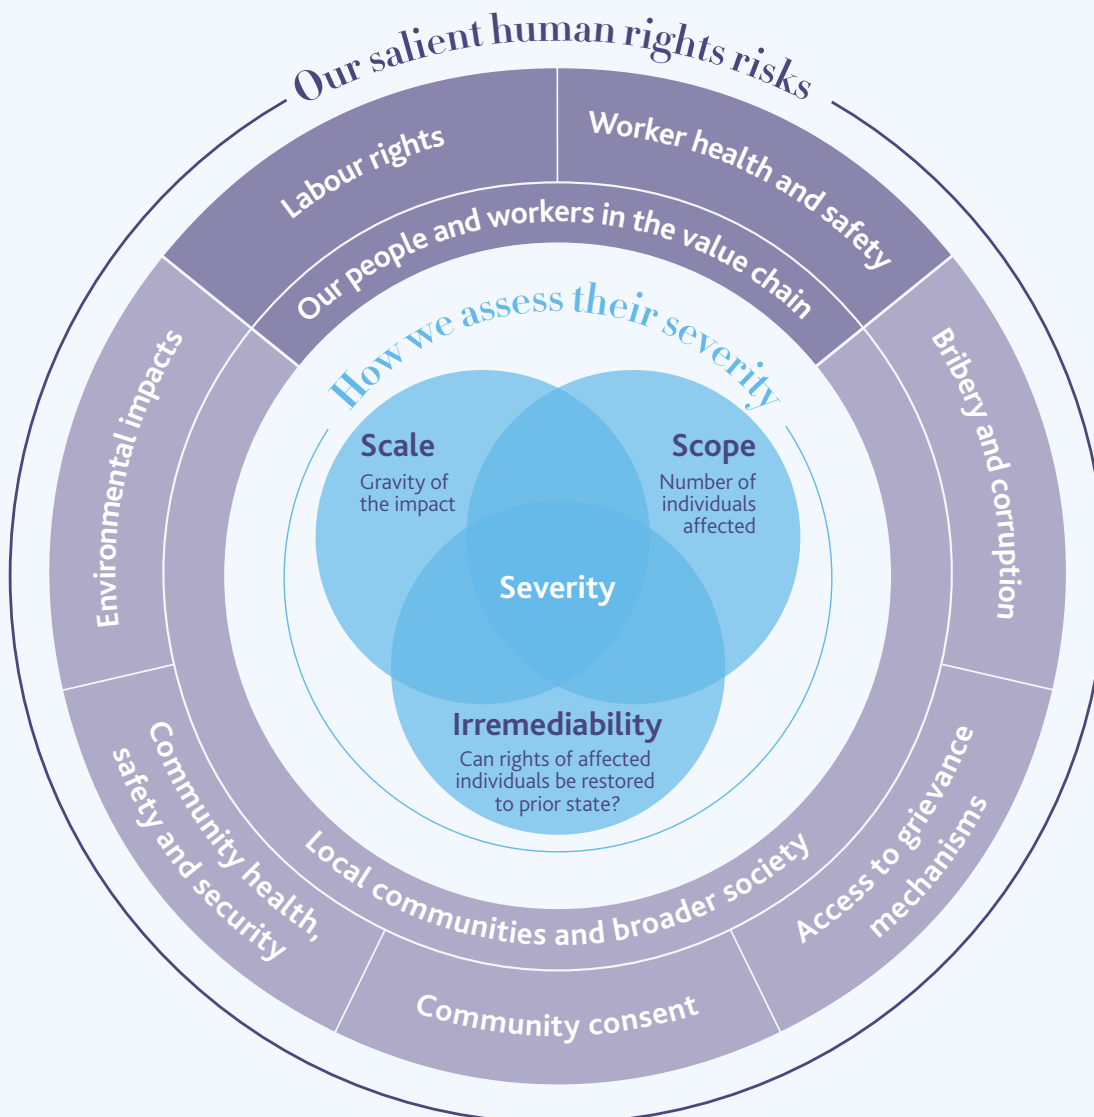 Our salient human rights risks
Labour rights
Worker health and safety
Our people and workers in the value chain
Environmental impacts
Bribery and corruption
How we assess their severity
Scale
Gravity of
the impact
Scope
Number of
individuals
affected
Severity
Irremediability
Can rights of affected
individuals be restored
to prior state?
Community health,
safety and security
Local communities and broader society
Access to grievance
mechanisms
Community consent